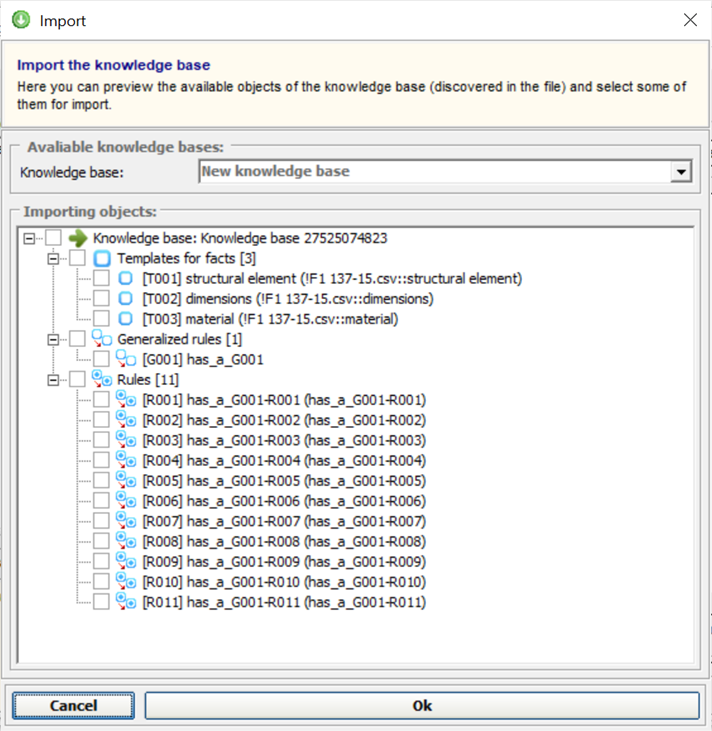 Import
Import the knowledge base
Here you can preview the available objects of the knowledge base (discovered in the file) and select some of
them for import.
Avaliable knowledge bases:
Knowledge base:
New knowledge base
Importing objects:
Knowledge base: Knowledge base 27525074823
Templates for facts [3]
[T001] structural element (!F1 137-15.csv::structural element)
[T002] dimensions (!F1 137-15.csv::dimensions)
[T003] material (!F1 137-15.csv::material)
Generalized rules [1]
[G001] has_a_G001
Rules [11]
[R001] has_a_G001-R001 (has_a_G001-R001)
[R002] has_a_G001-R002 (has_a_G001-R002)
[R003] has_a_G001-R003 (has_a_G001-R003)
[R004] has_a_G001-R004 (has_a_G001-R004)
[R005] has_a_G001-R005 (has_a_G001-R005)
[R006] has_a_G001-R006 (has_a_G001-R006)
[R007] has_a_G001-R007 (has_a_G001-R007)
[R008] has_a_G001-R008 (has_a_G001-R008)
[R009] has_a_G001-R009 (has_a_G001-R009)
[R010] has_a_G001-R010 (has_a_G001-R010)
[R011] has_a_G001-R011 (has_a_G001-R011)
Cancel
Ok